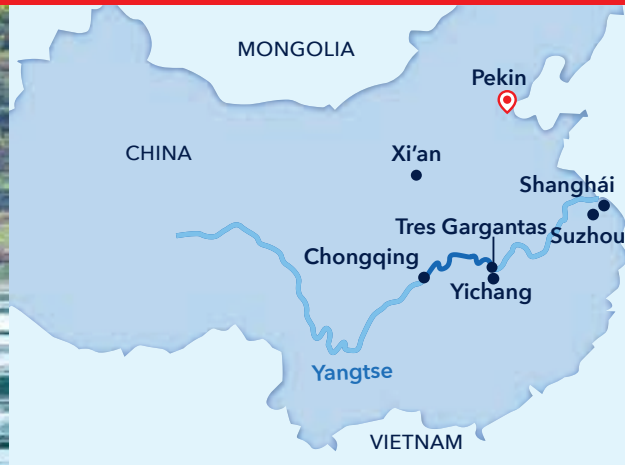 MONGOLIA
Pekin
CHINA
Xi'an
Shanghái
Tres Gargantas
Suzhou
Chongqing
Yichang
Yangtse
VIETNAM